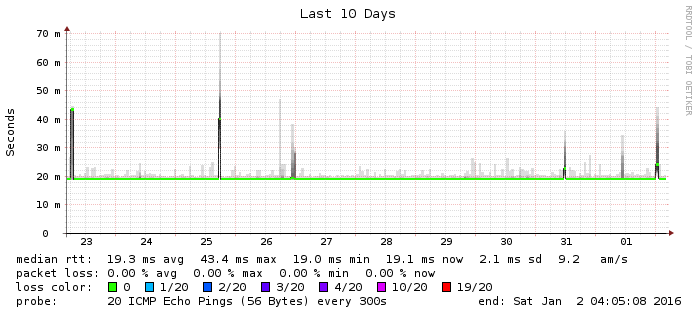 Last 10 Days
RRDTOOL / TOBI OETIKER
Seconds
70 m
60 m
50 m
40 m
30 m
20 m
10 m
0
23 24 25 26 27 28 29 30 31 01
median rtt: 19.3 ms avg 43.4 ms max 19.0 ms min 19.1 ms now 2.1 ms sd 9.2 am/s
packet loss: 0.00 % avg 0.00 % max 0.00 % min 0.00 % now
loss color: 0 1/20 2/20 3/20 4/20 10/20 19/20
probe: 20 ICMP Echo Pings (56 Bytes) every 300s end: Sat Jan 2 04:05:08 2016